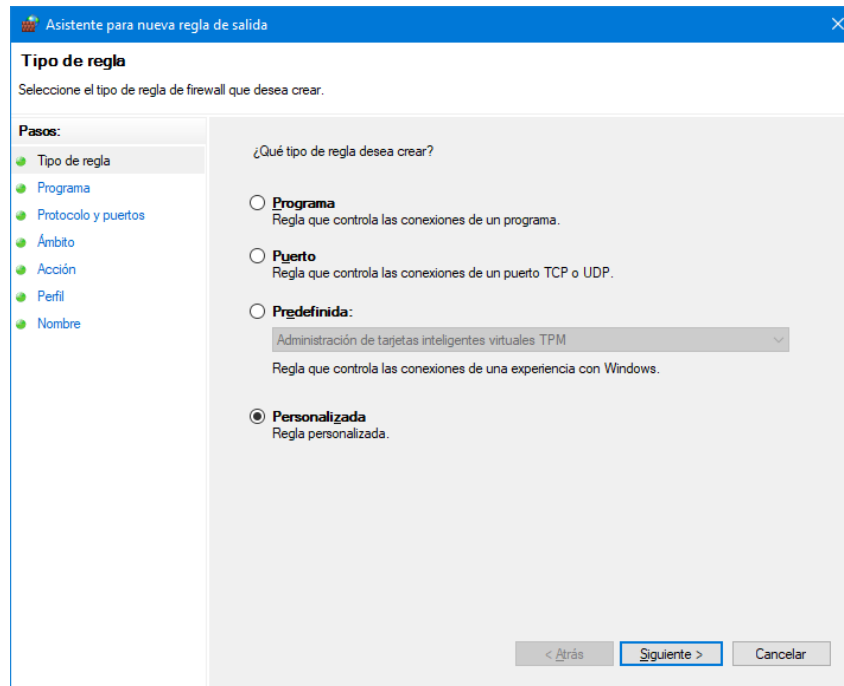 Asistente para nueva regla de salida
Tipo de regla
Seleccione el tipo de regla de firewall que desea crear.
Pasos:
Tipo de regla
Programa
Protocolo y puertos
Ámbito
Acción
Perfil
Nombre
¿Qué tipo de regla desea crear?
Programa
Regla que controla las conexiones de un programa.
Puerto
Regla que controla las conexiones de un puerto TCP o UDP.
Predefinida:
Administración de tarjetas inteligentes virtuales TPM
Regla que controla las conexiones de una experiencia con Windows.
Personalizada
Regla personalizada.
< Atrás Siguiente > Cancelar